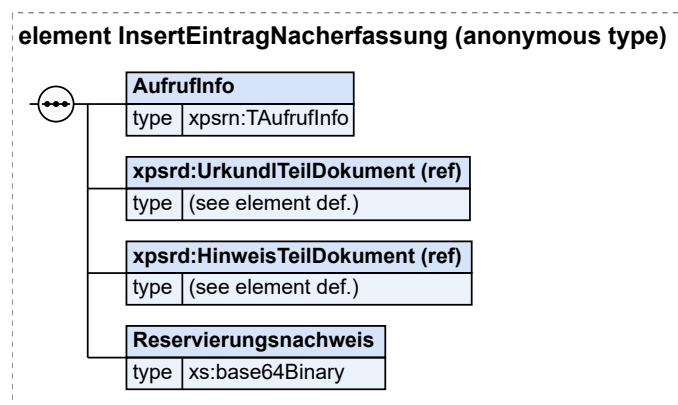 element InsertEintragNacherfassung (anonymous type)
AufrufInfo
type xpsrn:TAufrufInfo
xpsrd:UrkundlTeilDokument (ref)
type (see element def.)
xpsrd:HinweisTeilDokument (ref)
type (see element def.)
Reservierungsnachweis
type xs:base64Binary